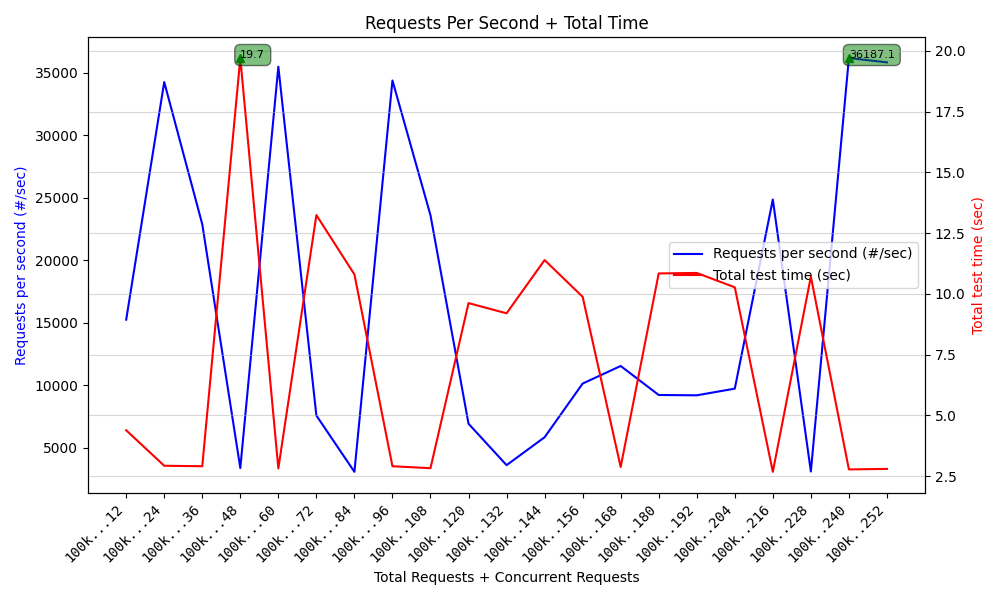 Requests Per Second + Total Time
19.7
36187.1
35000
30000
25000
20000
15000
10000
5000
Requests per second (#/sec)
20.0
17.5
15.0
12.5
10.0
7.5
5.0
2.5
Total test time (sec)
Requests per second (#/sec)
Total test time (sec)
100k...12
100k...24
100k...36
100k...48
100k...60
100k...72
100k...84
100k...96
100k..108
100k..120
100k..132
100k..144
100k..156
100k..168
100k..180
100k..192
100k..204
100k..216
100k..228
100k..240
100k..252
Total Requests + Concurrent Requests